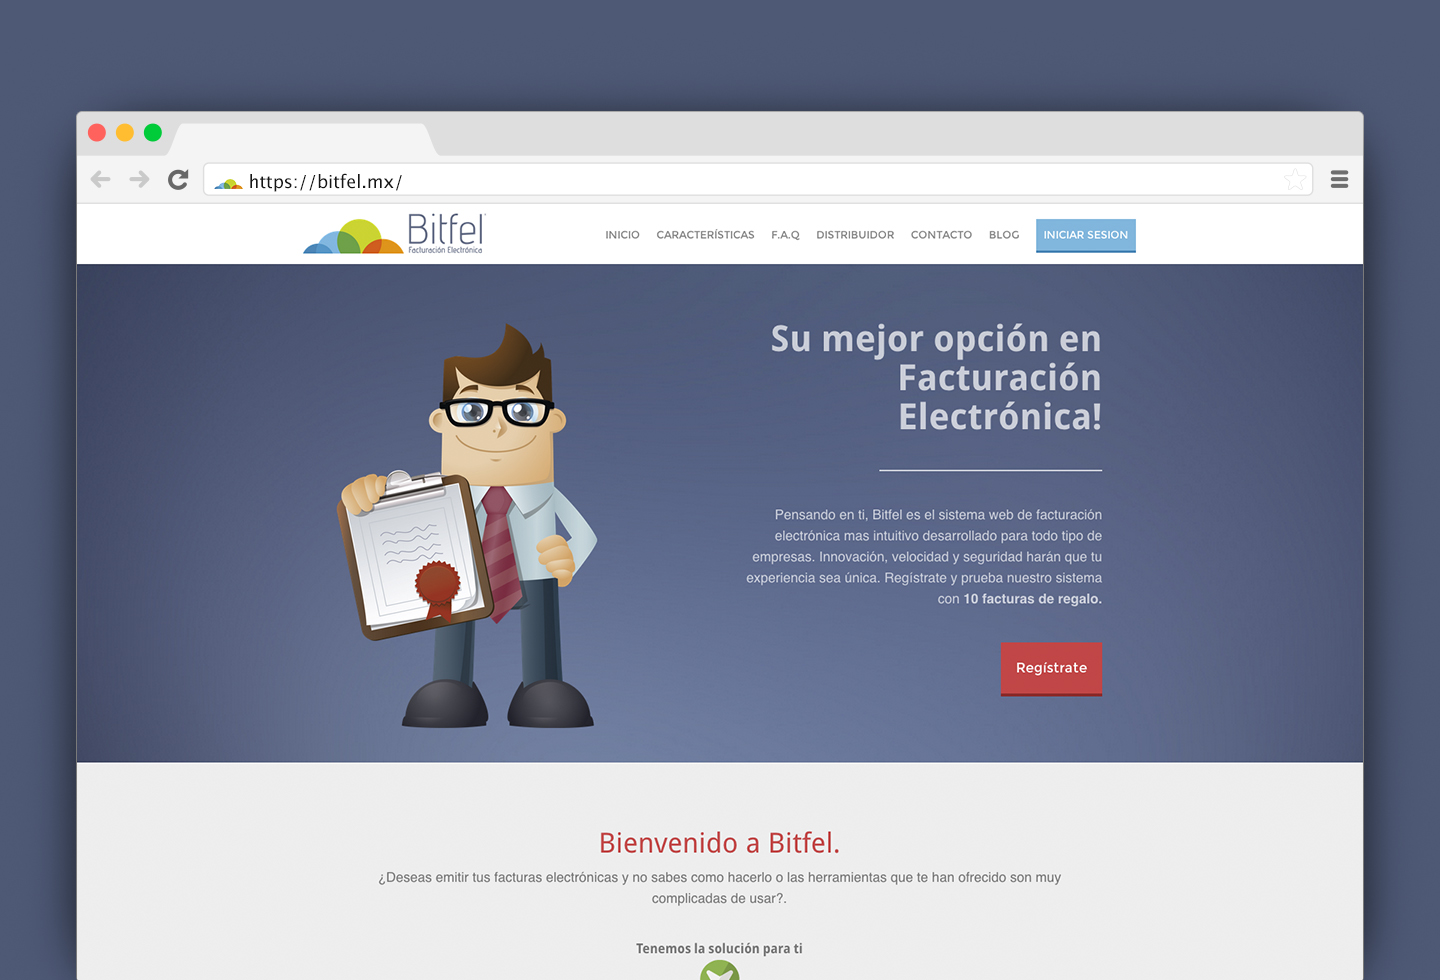 https://bitfel.mx/
Bitfel
Facturación Electrónica
INICIO CARACTERÍSTICAS F.A.Q DISTRIBUIDOR CONTACTO BLOG INICIAR SESION
Su mejor opción en
Facturación
Electrónica!
Pensando en ti, Bitfel es el sistema web de facturación
electrónica mas intuitivo desarrollado para todo tipo de
empresas. Innovación, velocidad y seguridad harán que tu
experiencia sea única. Regístrate y prueba nuestro sistema
con 10 facturas de regalo.
Regístrate
Bienvenido a Bitfel.
¿Deseas emitir tus facturas electrónicas y no sabes como hacerlo o las herramientas que te han ofrecido son muy
complicadas de usar?.
Tenemos la solución para ti